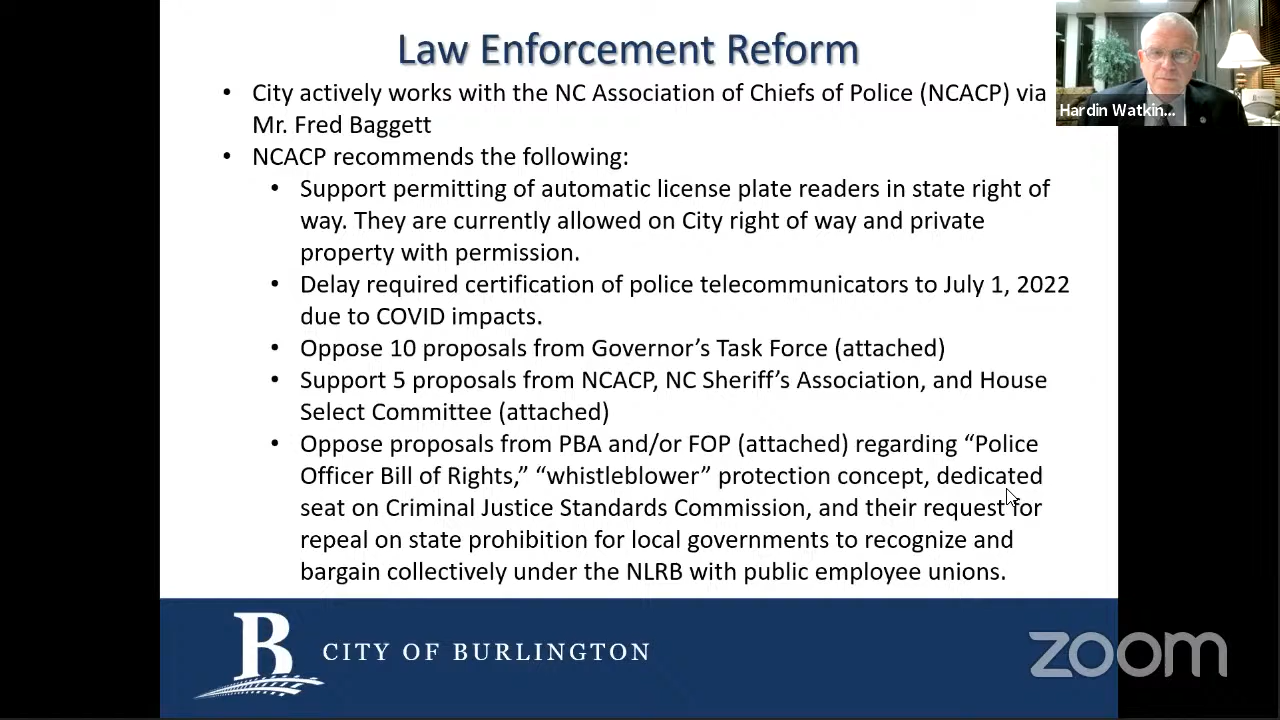 Law Enforcement Reform
• City actively works with the NC Association of Chiefs of Police (NCACP) via
Mr. Fred Baggett
• NCACP recommends the following:
• Support permitting of automatic license plate readers in state right of
way. They are currently allowed on City right of way and private
property with permission.
• Delay required certification of police telecommunicators to July 1, 2022
due to COVID impacts.
• Oppose 10 proposals from Governor’s Task Force (attached)
• Support 5 proposals from NCACP, NC Sheriff’s Association, and House
Select Committee (attached)
• Oppose proposals from PBA and/or FOP (attached) regarding “Police
Officer Bill of Rights,” “whistleblower” protection concept, dedicated
seat on Criminal Justice Standards Commission, and their request for
repeal on state prohibition for local governments to recognize and
bargain collectively under the NLRB with public employee unions.
Hardin Watkin...
B CITY OF BURLINGTON
zoom